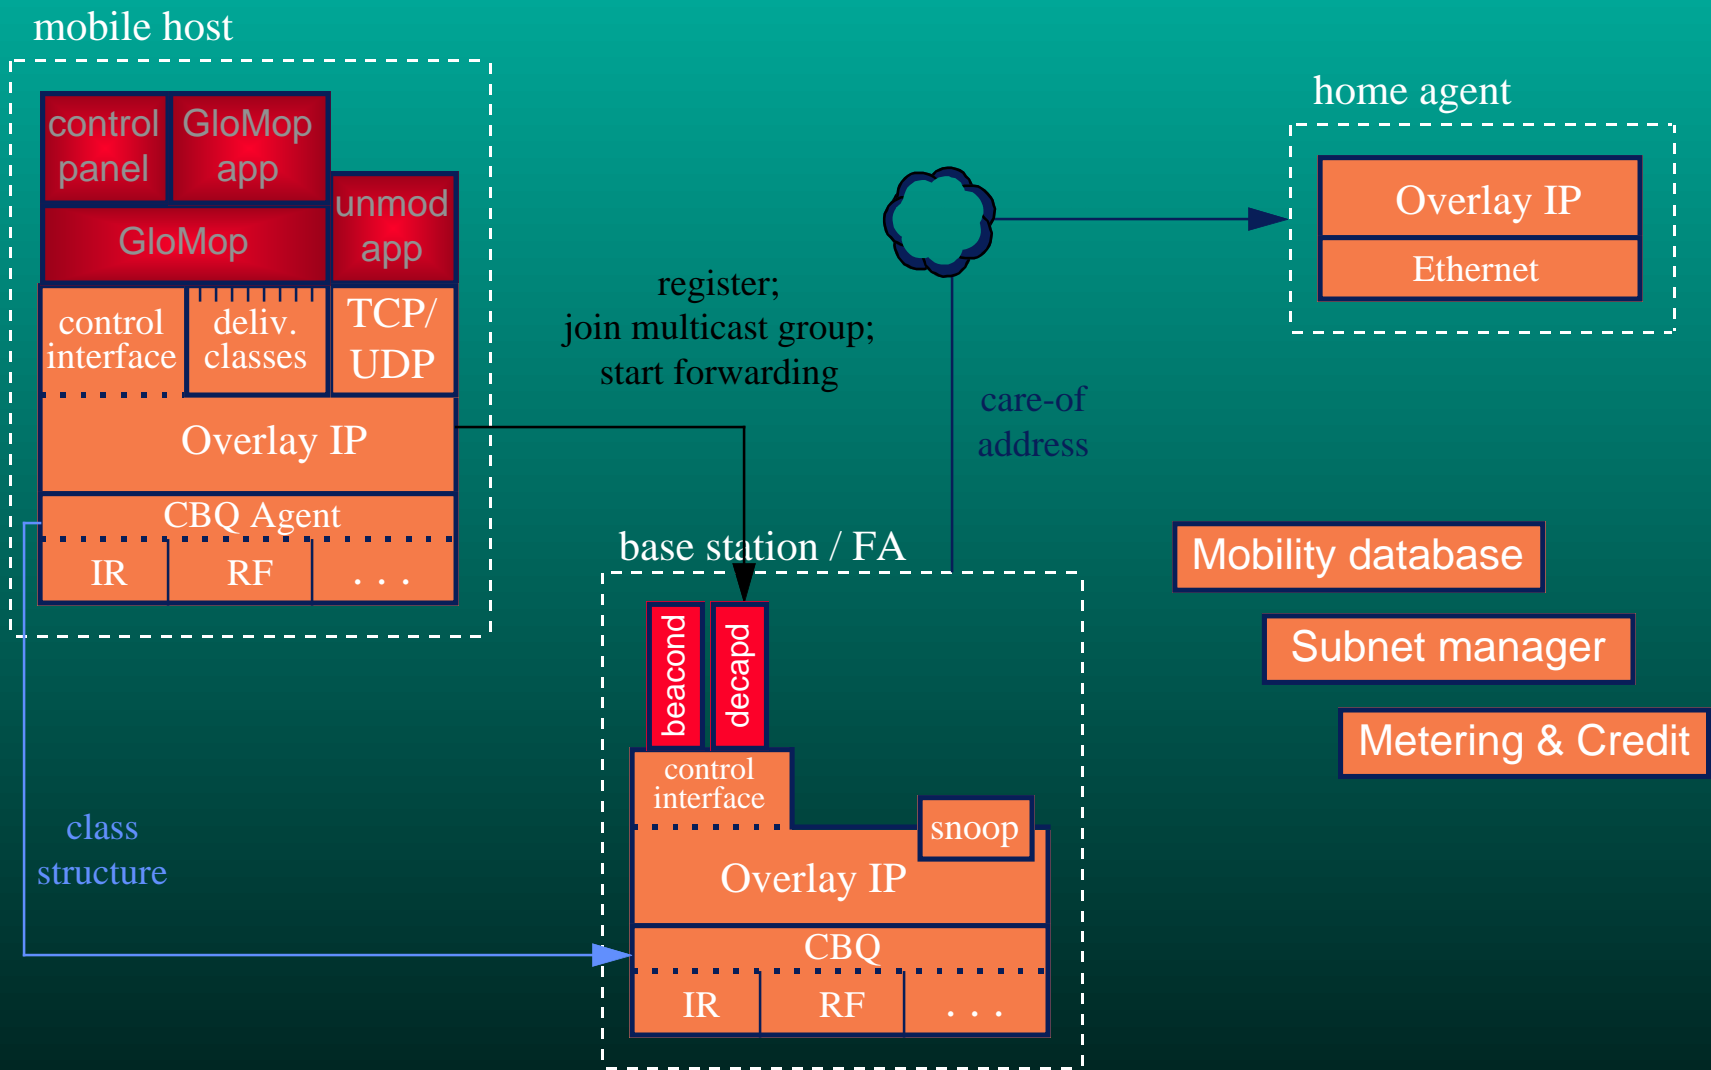 mobile host
control
panel
GloMop
app
GloMop
unmod
app
control
interface
deliv.
classes
TCP/
UDP
Overlay IP
CBQ Agent
IR
RF
. . .
register;
join multicast group;
start forwarding
home agent
Overlay IP
Ethernet
care-of
address
base station / FA
beacond
decapd
control
interface
snoop
Overlay IP
CBQ
IR
RF
. . .
class
structure
Mobility database
Subnet manager
Metering & Credit